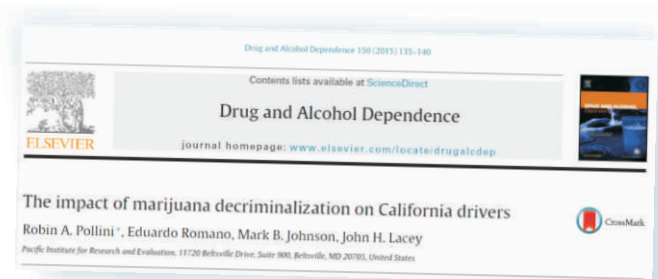 Drug and Alcohol Dependence 150 (2015) 135–140
Contents lists available at ScienceDirect
Drug and Alcohol Dependence
journal homepage: www.elsevier.com/locate/drugalcdep
ELSEVIER
DRUG AND ALCOHOL
The impact of marijuana decriminalization on California drivers
CrossMark
Robin A. Pollini*, Eduardo Romano, Mark B. Johnson, John H. Lacey
Pacific Institute for Research and Evaluation, 11720 Beltsville Drive, Suite 900, Beltsville, MD 20705, United States